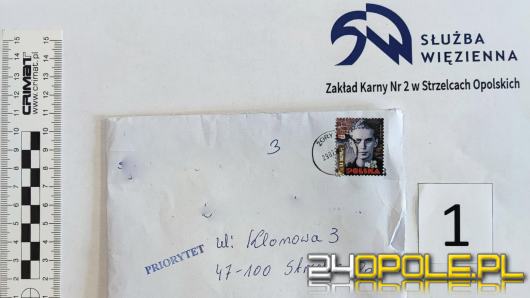 SŁUŻBA
WIĘZIENNA
Zakład Karny Nr 2 w Strzelcach Opolskich
CRIMAT
www.crimat.pl
3
ŻORY
POLSKA
PRIORYTET
ul: Klonowa 3
47-100
1
24OPOLE.PL